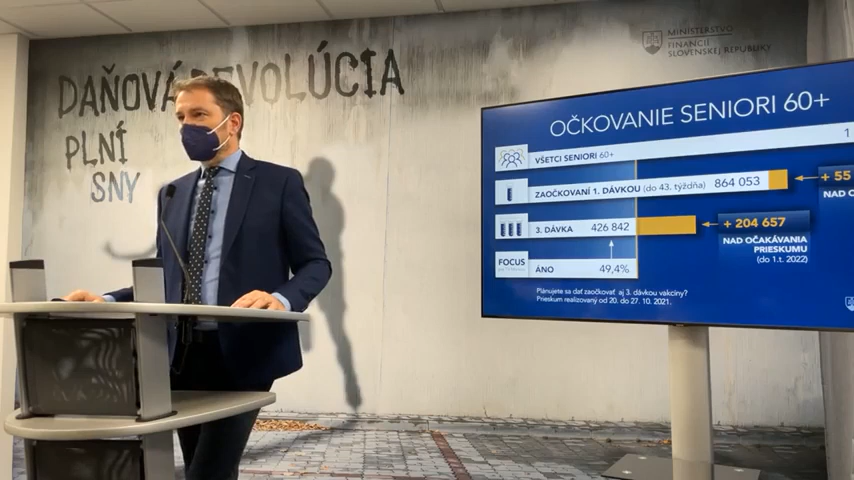 DAŇOVÁ REVOLÚCIA
PLNÍ
SNY
MINISTERSTVO
FINANCIÍ
SLOVENSKEJ REPUBLIKY
OČKOVANIE SENIORI 60+
VŠETCI SENIORI 60+
1
ZAOČKOVANÍ 1. DÁVKOU (do 43. týždňa) 864 053
+ 55
NAD O
3. DÁVKA 426 842
+ 204 657
NAD OČAKÁVANIA
PRIESKUMU
(do 1.t. 2022)
FOCUS
ÁNO 49,4%
Plánujete sa dať zaočkovať aj 3. dávkou vakcíny?
Prieskum realizovaný od 20. do 27. 10. 2021.